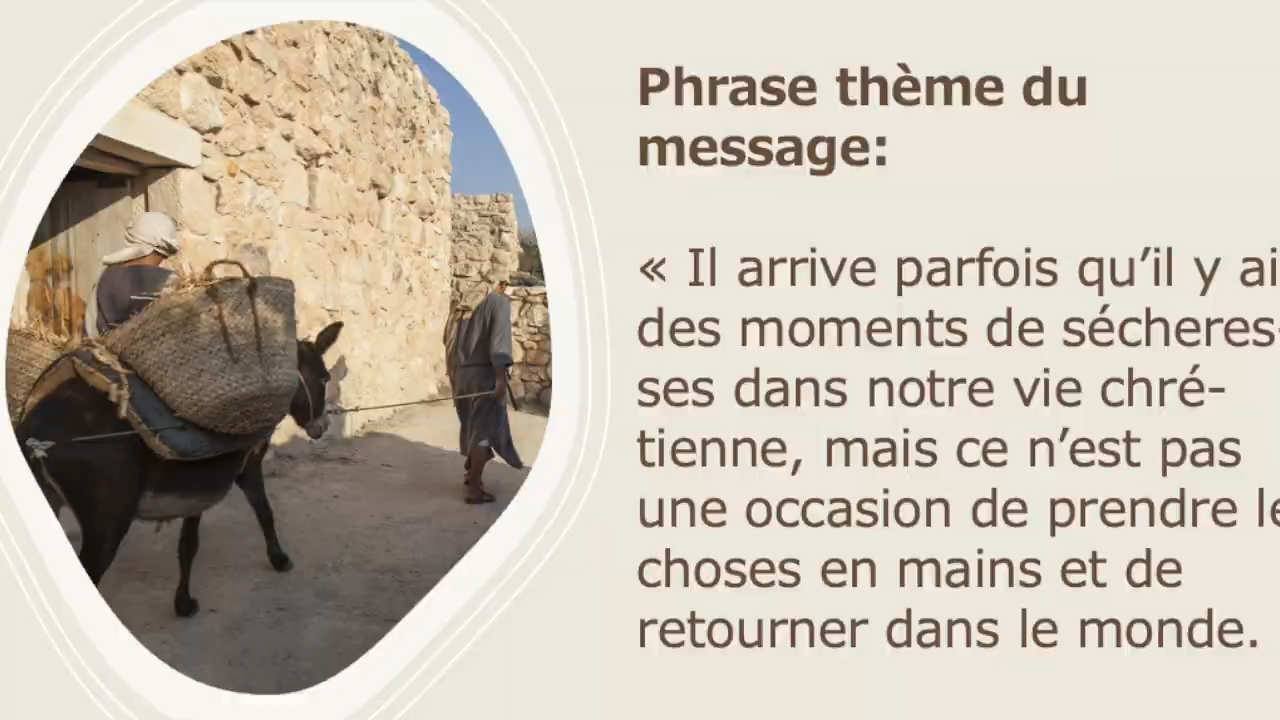 Phrase thème du
message:
« Il arrive parfois qu’il y ai
des moments de sécheres-
ses dans notre vie chré-
tienne, mais ce n’est pas
une occasion de prendre le
choses en mains et de
retourner dans le monde.